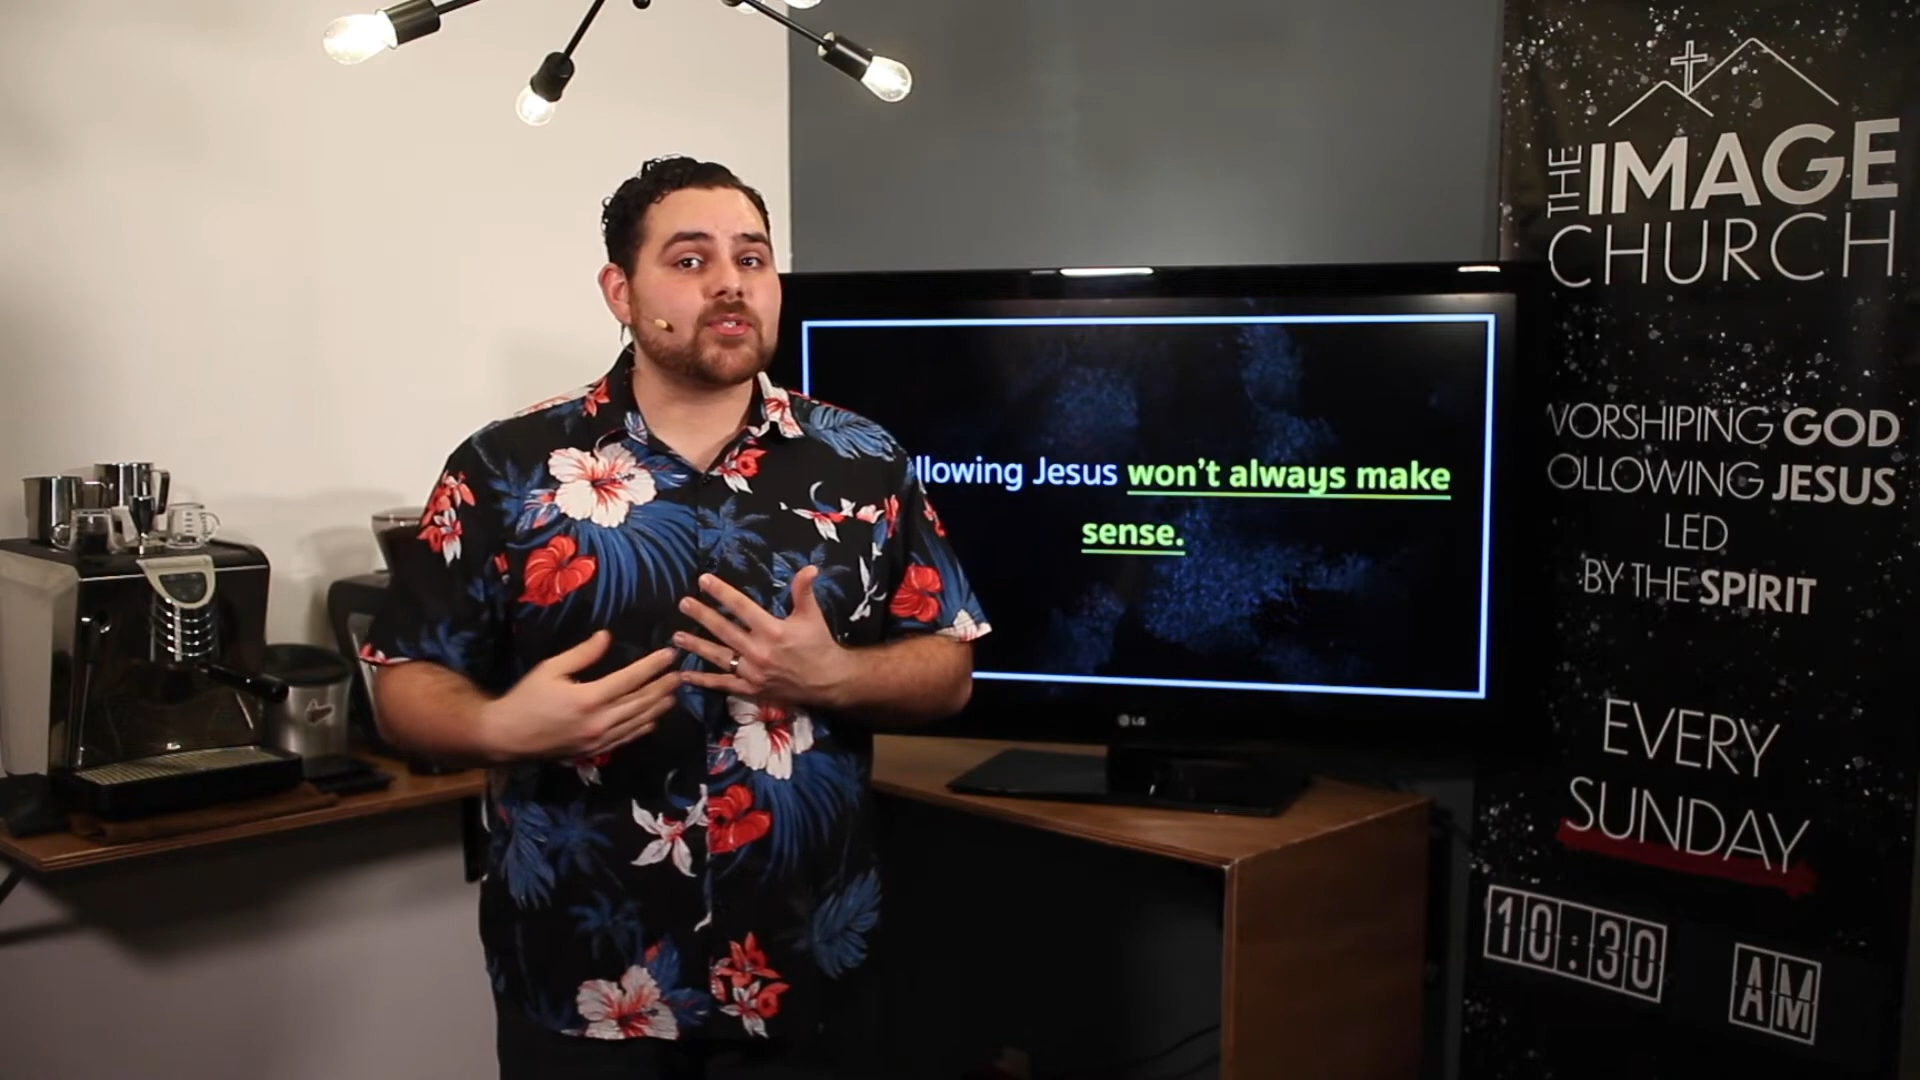 llowing Jesus won't always make
sense.
LG
THE IMAGE
CHURCH
VORSHIPING GOD
OLLOWING JESUS
LED
BY THE SPIRIT
EVERY
SUNDAY
10:30 AM